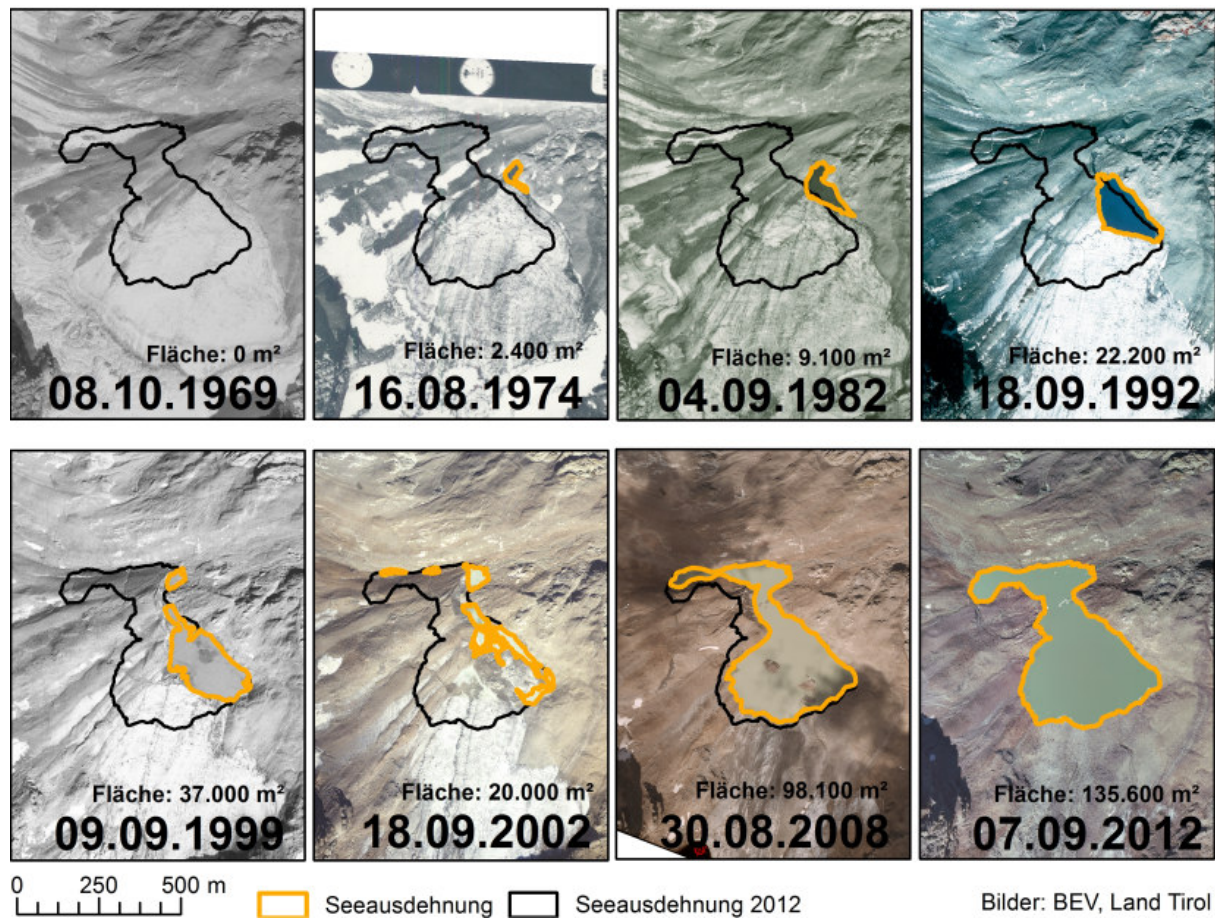 Fläche: 0 m²
08.10.1969
Fläche: 2.400 m²
16.08.1974
Fläche: 9.100 m²
04.09.1982
Fläche: 22.200 m²
18.09.1992
Fläche: 37.000 m²
09.09.1999
Fläche: 20.000 m²
18.09.2002
Fläche: 98.100 m²
30.08.2008
Fläche: 135.600 m²
07.09.2012
0 250 500 m
Seeausdehnung
Seeausdehnung 2012
Bilder: BEV, Land Tirol